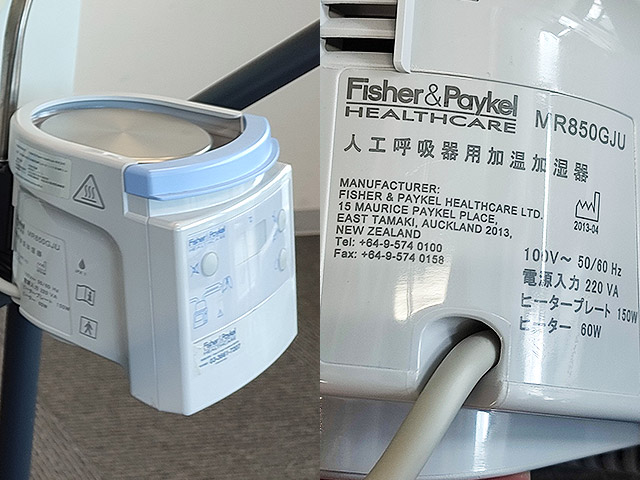 MR850GJU
Fisher&Paykel
Fisher&Paykel
HEALTHCARE
MR850GJU
人工呼吸器用加温加湿器
MANUFACTURER:
FISHER & PAYKEL HEALTHCARE LTD.
15 MAURICE PAYKEL PLACE,
EAST TAMAKI, AUCKLAND 2013,
NEW ZEALAND
Tel: +64-9-574 0100
Fax: +64-9-574 0158
2013-04
100V～ 50/60 Hz
電源入力 220 VA
ヒータープレート 150W
ヒーター 60W